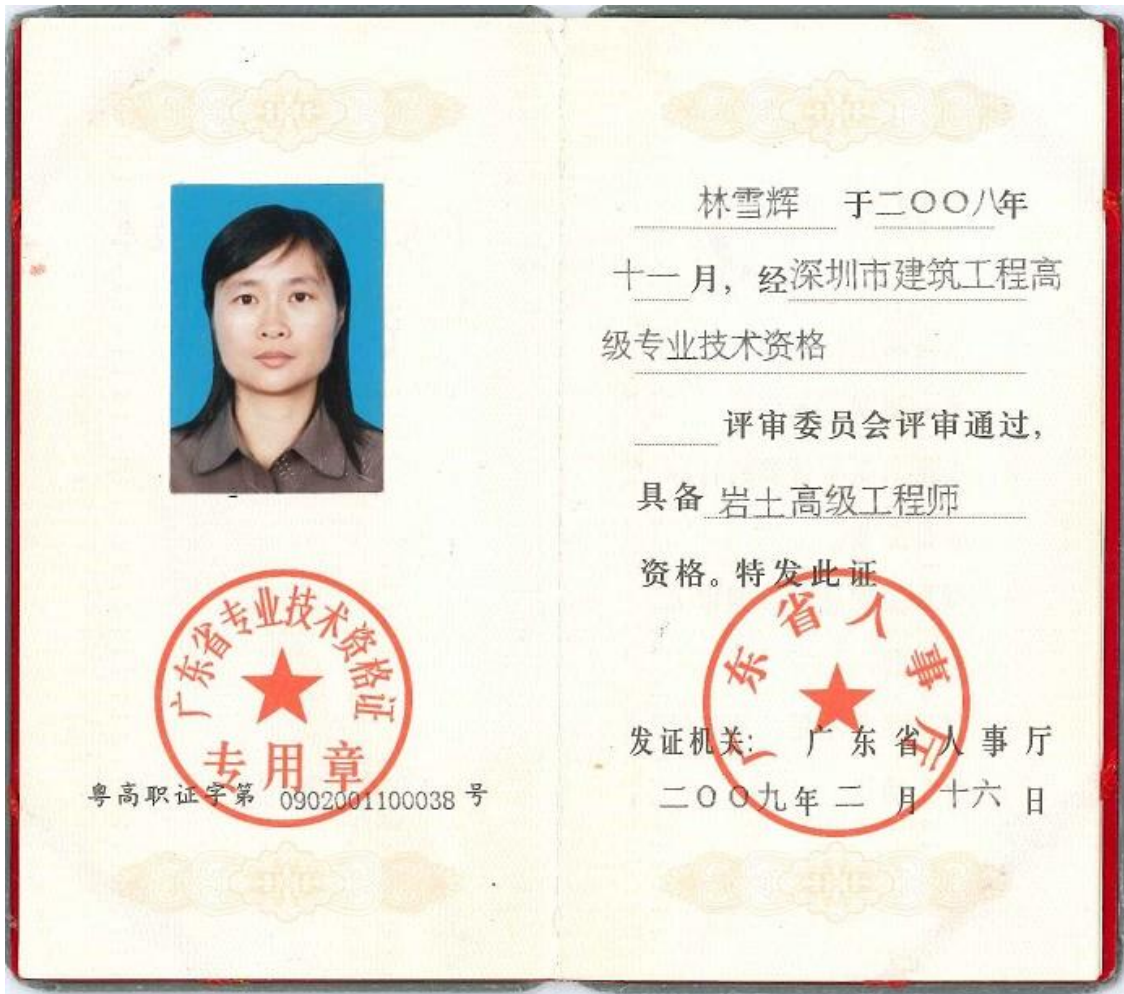 广东省专业技术资格证
专用章
粤高职证字第 0902001100038 号
林雪辉 于二〇〇八年
十一月，经深圳市建筑工程高
级专业技术资格
评审委员会评审通过，
具备 岩土高级工程师
资格。特发此证
广东省人事厅
发证机关： 广东省人事厅
二〇〇九年二月十六日